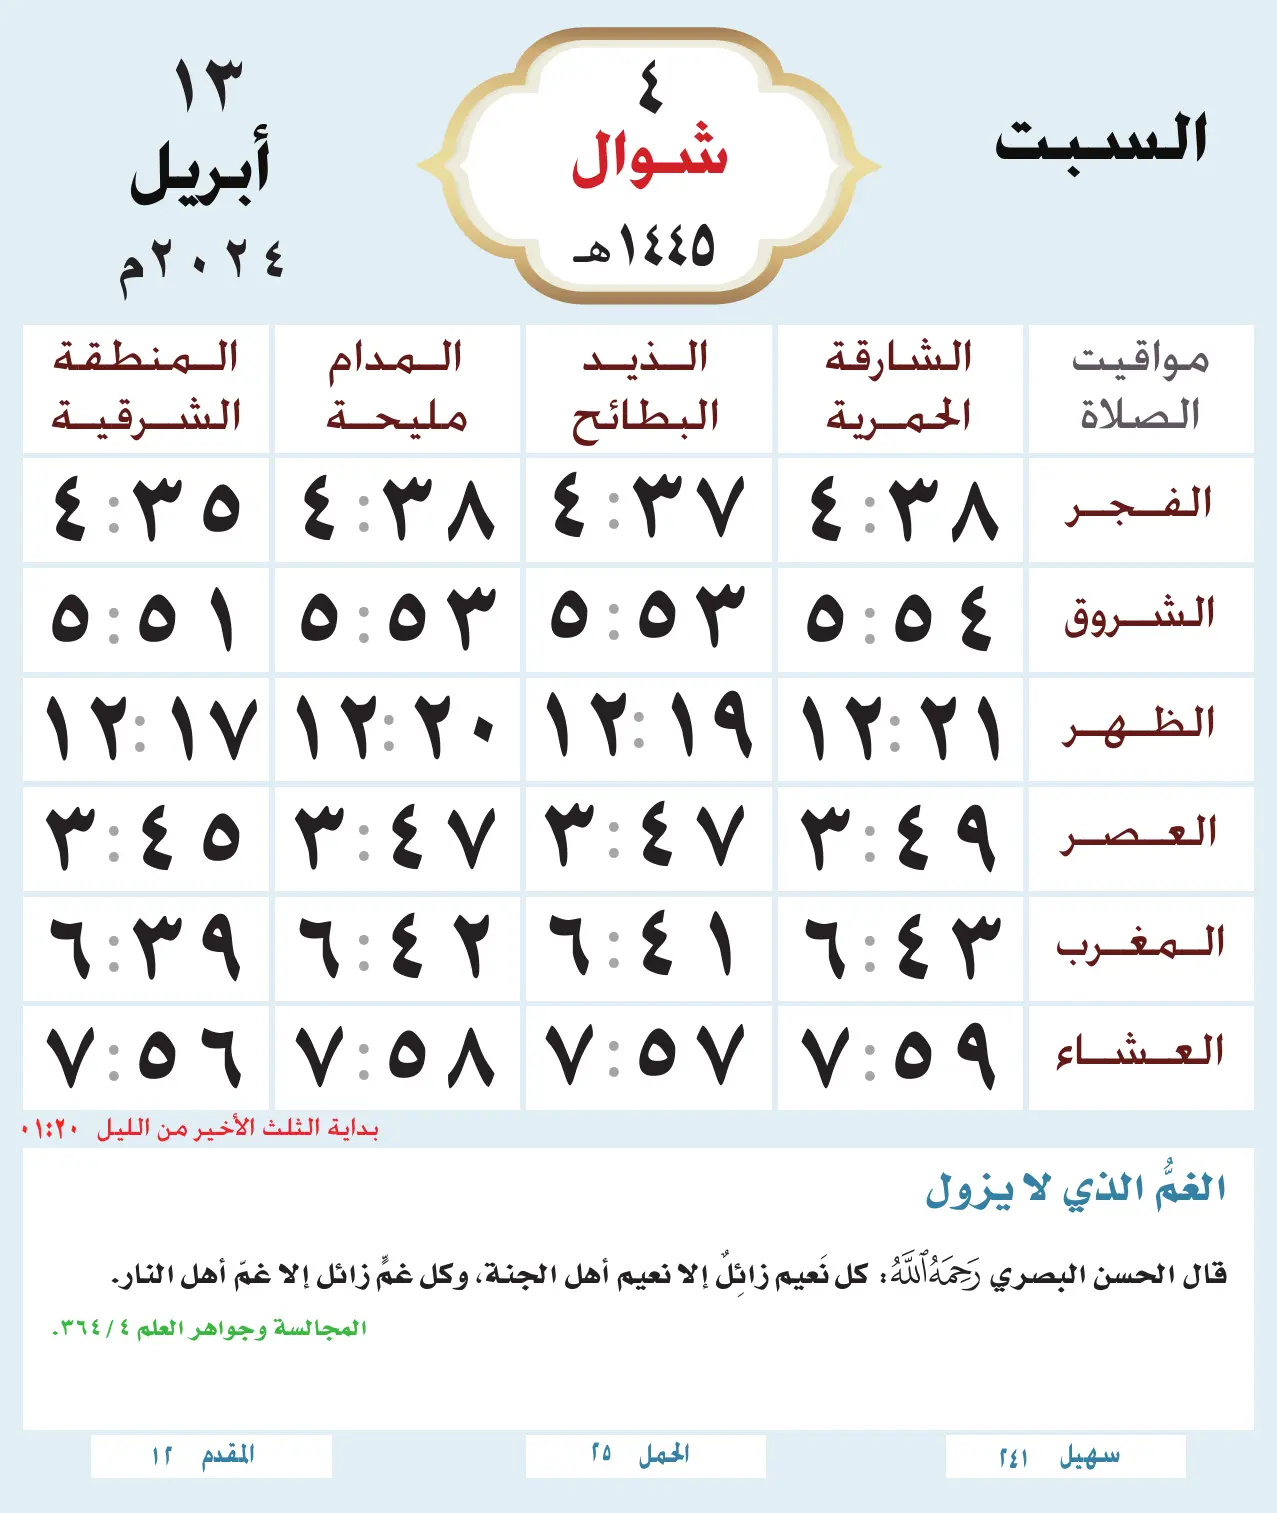 السبت
٤
شوال
١٤٤٥هـ
١٣
أبريل
٢٠٢٤م
مواقيت الصلاة
الشارقة الحمرية
الذيد البطائح
المدام مليحة
المنطقة الشرقية
الفجر ٤:٣٨ ٤:٣٧ ٤:٣٨ ٤:٣٥
الشروق ٥:٥٤ ٥:٥٣ ٥:٥٣ ٥:٥١
الظهر ١٢:٢١ ١٢:١٩ ١٢:٢٠ ١٢:١٧
العصر ٣:٤٩ ٣:٤٧ ٣:٤٧ ٣:٤٥
المغرب ٦:٤٣ ٦:٤١ ٦:٤٢ ٦:٣٩
العشاء ٧:٥٩ ٧:٥٧ ٧:٥٨ ٧:٥٦
بداية الثلث الأخير من الليل ٠١:٢٠
الغمُّ الذي لا يزول
قال الحسن البصري رَحِمَهُ ٱللَّهُ: كل نَعيم زائِلٌ إلا نعيم أهل الجنة، وكل غمٍّ زائل إلا غمّ أهل النار.
المجالسة وجواهر العلم ٤/ ٣٦٤.
سهيل ٢٤١
الحمل ٢٥
المقدم ١٢